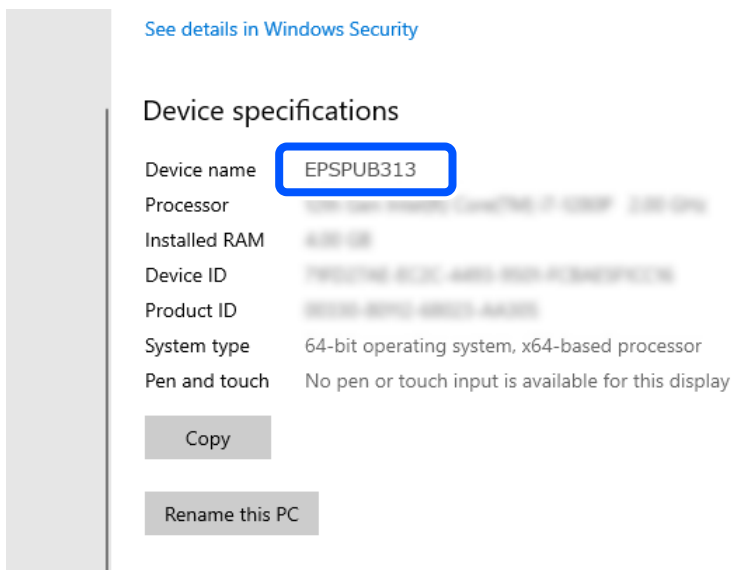 See details in Windows Security
Device specifications
Device name EPSPUB313
Processor
Installed RAM
Device ID
Product ID
System type 64-bit operating system, x64-based processor
Pen and touch No pen or touch input is available for this display
Copy
Rename this PC